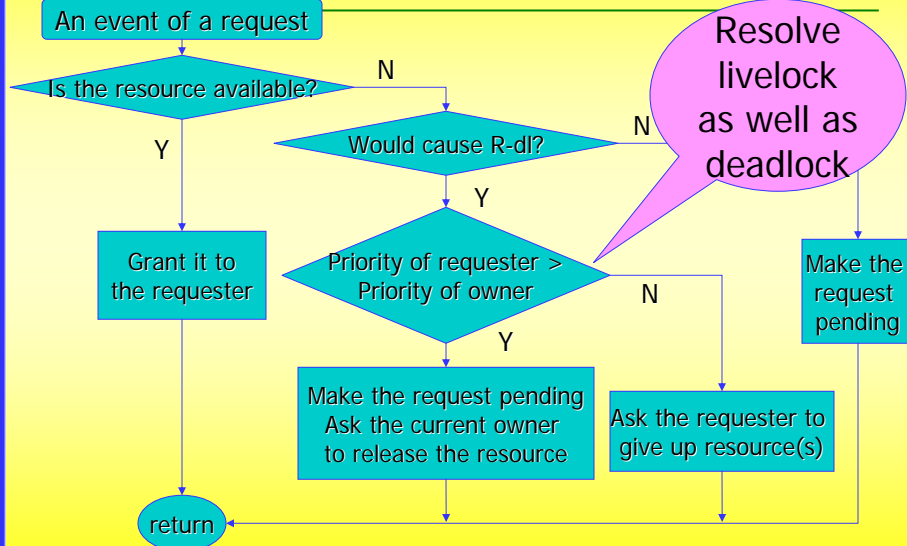 An event of a request
Resolve
livelock
as well as
deadlock
Is the resource available?
N
Y
Would cause R-dl?
N
Y
Grant it to
the requester
Priority of requester >
Priority of owner
N
Y
Make the
request
pending
Make the request pending
Ask the current owner
to release the resource
Ask the requester to
give up resource(s)
return